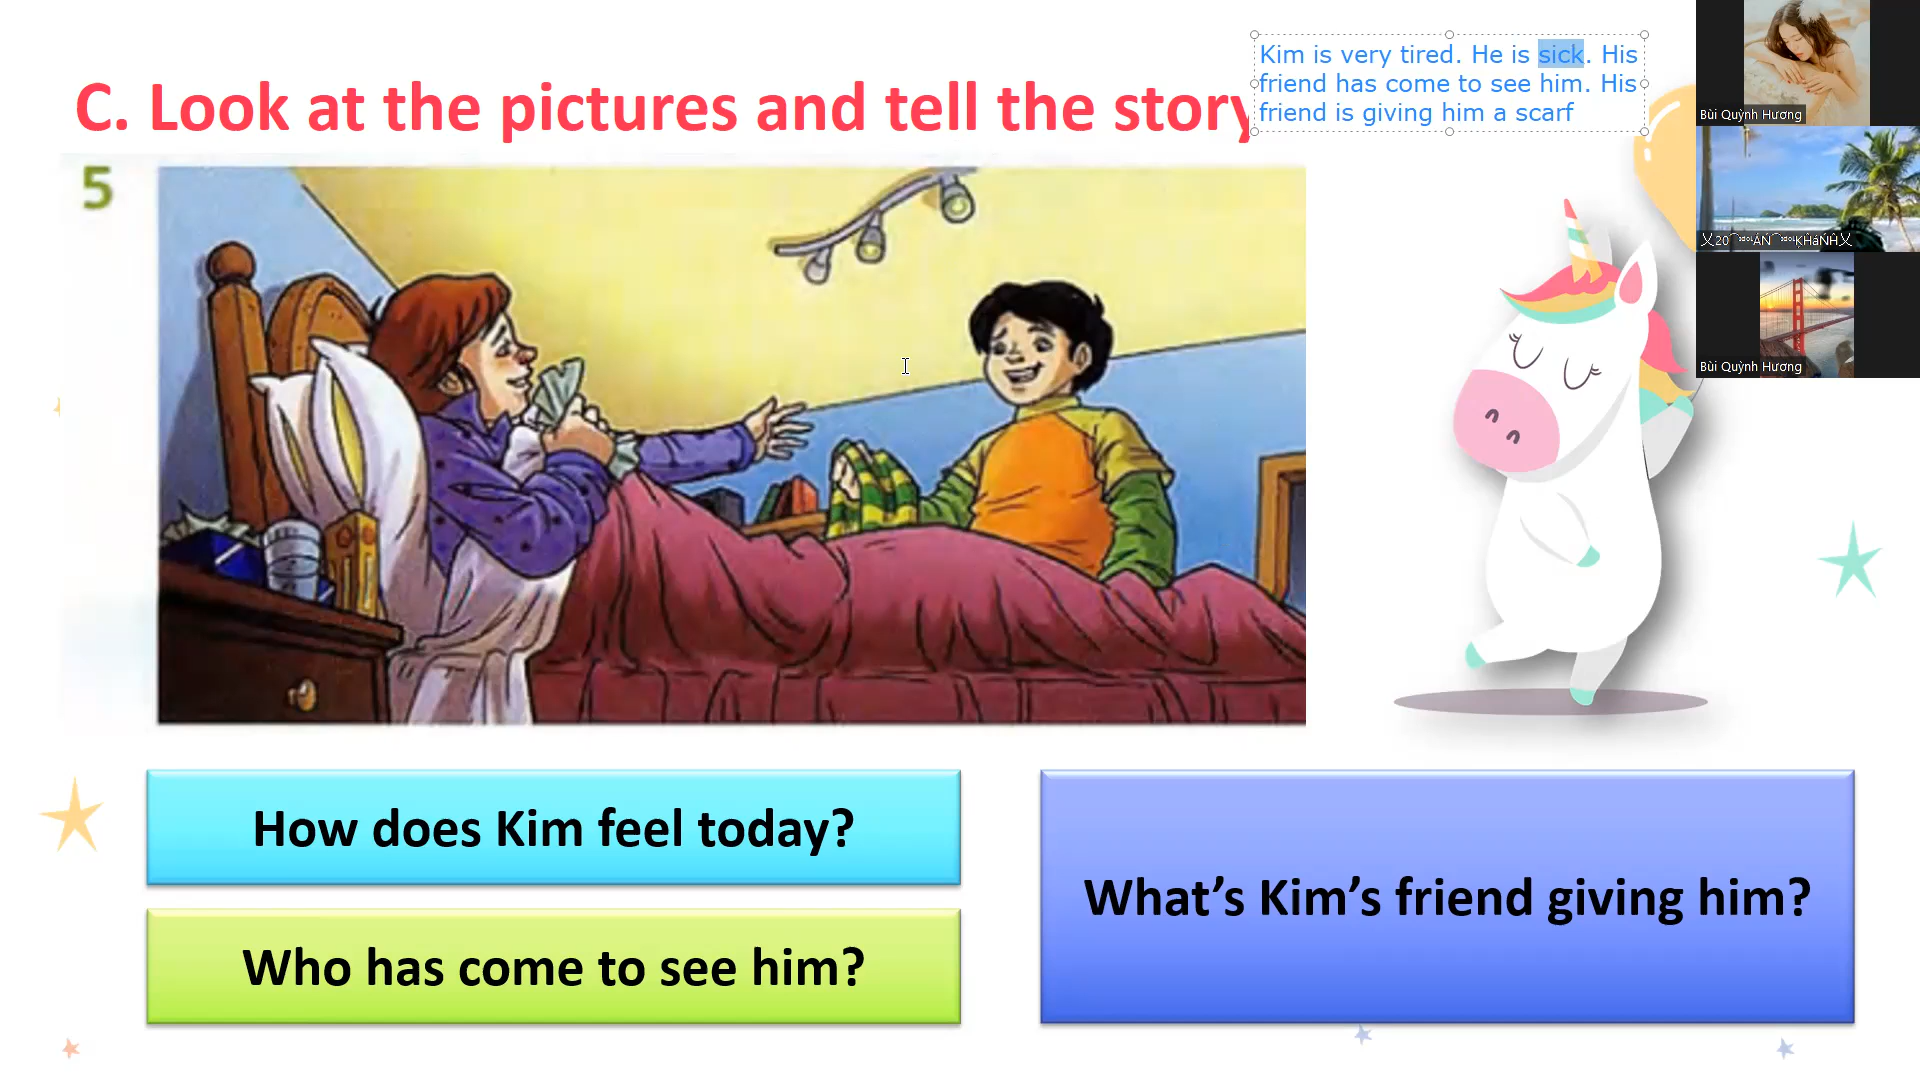 C. Look at the pictures and tell the story
Kim is very tired. He is sick. His
friend has come to see him. His
friend is giving him a scarf
5
How does Kim feel today?
Who has come to see him?
What’s Kim’s friend giving him?
Bùi Quỳnh Hương
Bùi Quỳnh Hương